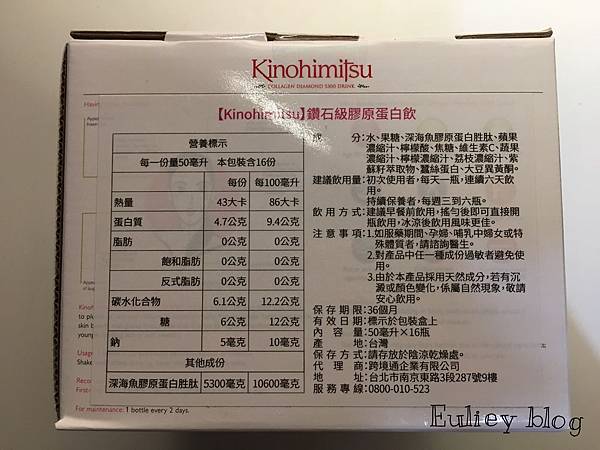 Kinohimitsu
COLLAGEN DIAMOND 5300 DRINK
【Kinohimitsu】鑽石級膠原蛋白飲
營養標示
每一份量50毫升 本包裝含16份
每份 每100毫升
熱量 43大卡 86大卡
蛋白質 4.7公克 9.4公克
脂肪 0公克 0公克
飽和脂肪 0公克 0公克
反式脂肪 0公克 0公克
碳水化合物 6.1公克 12.2公克
糖 6公克 12公克
鈉 5毫克 10毫克
其他成份
深海魚膠原蛋白胜肽 5300毫克 10600毫克
成分:水、果糖、深海魚膠原蛋白胜肽、蘋果
濃縮汁、檸檬酸、焦糖、維生素C、蔬果
濃縮汁、檸檬濃縮汁、荔枝濃縮汁、紫
蘇籽萃取物、蠶絲蛋白、大豆異黃酮。
建議飲用量:初次使用者,每天一瓶,連續六天飲
用。
持續保養者,每週三到六瓶。
飲用方式:建議早餐前飲用,搖勻後即可直接開
瓶飲用,冰涼後飲用風味更佳。
注意事項:1.如服藥期間、孕婦、哺乳中婦女或特
殊體質者,請諮詢醫生。
2.對產品中任一種成份過敏者避免使
用。
3.由於本產品採用天然成分,若有沉
澱或顏色變化,係屬自然現象,敬請
安心飲用。
保存期限:36個月
有效日期:標示於包裝盒上
內容量:50毫升×16瓶
產地:台灣
保存方式:請存放於陰涼乾燥處。
代理商:跨境通企業有限公司
地址:台北市南京東路3段287號9樓
服務專線:0800-010-523
For maintenance: 1 bottle every 2 days.
Euliey blog